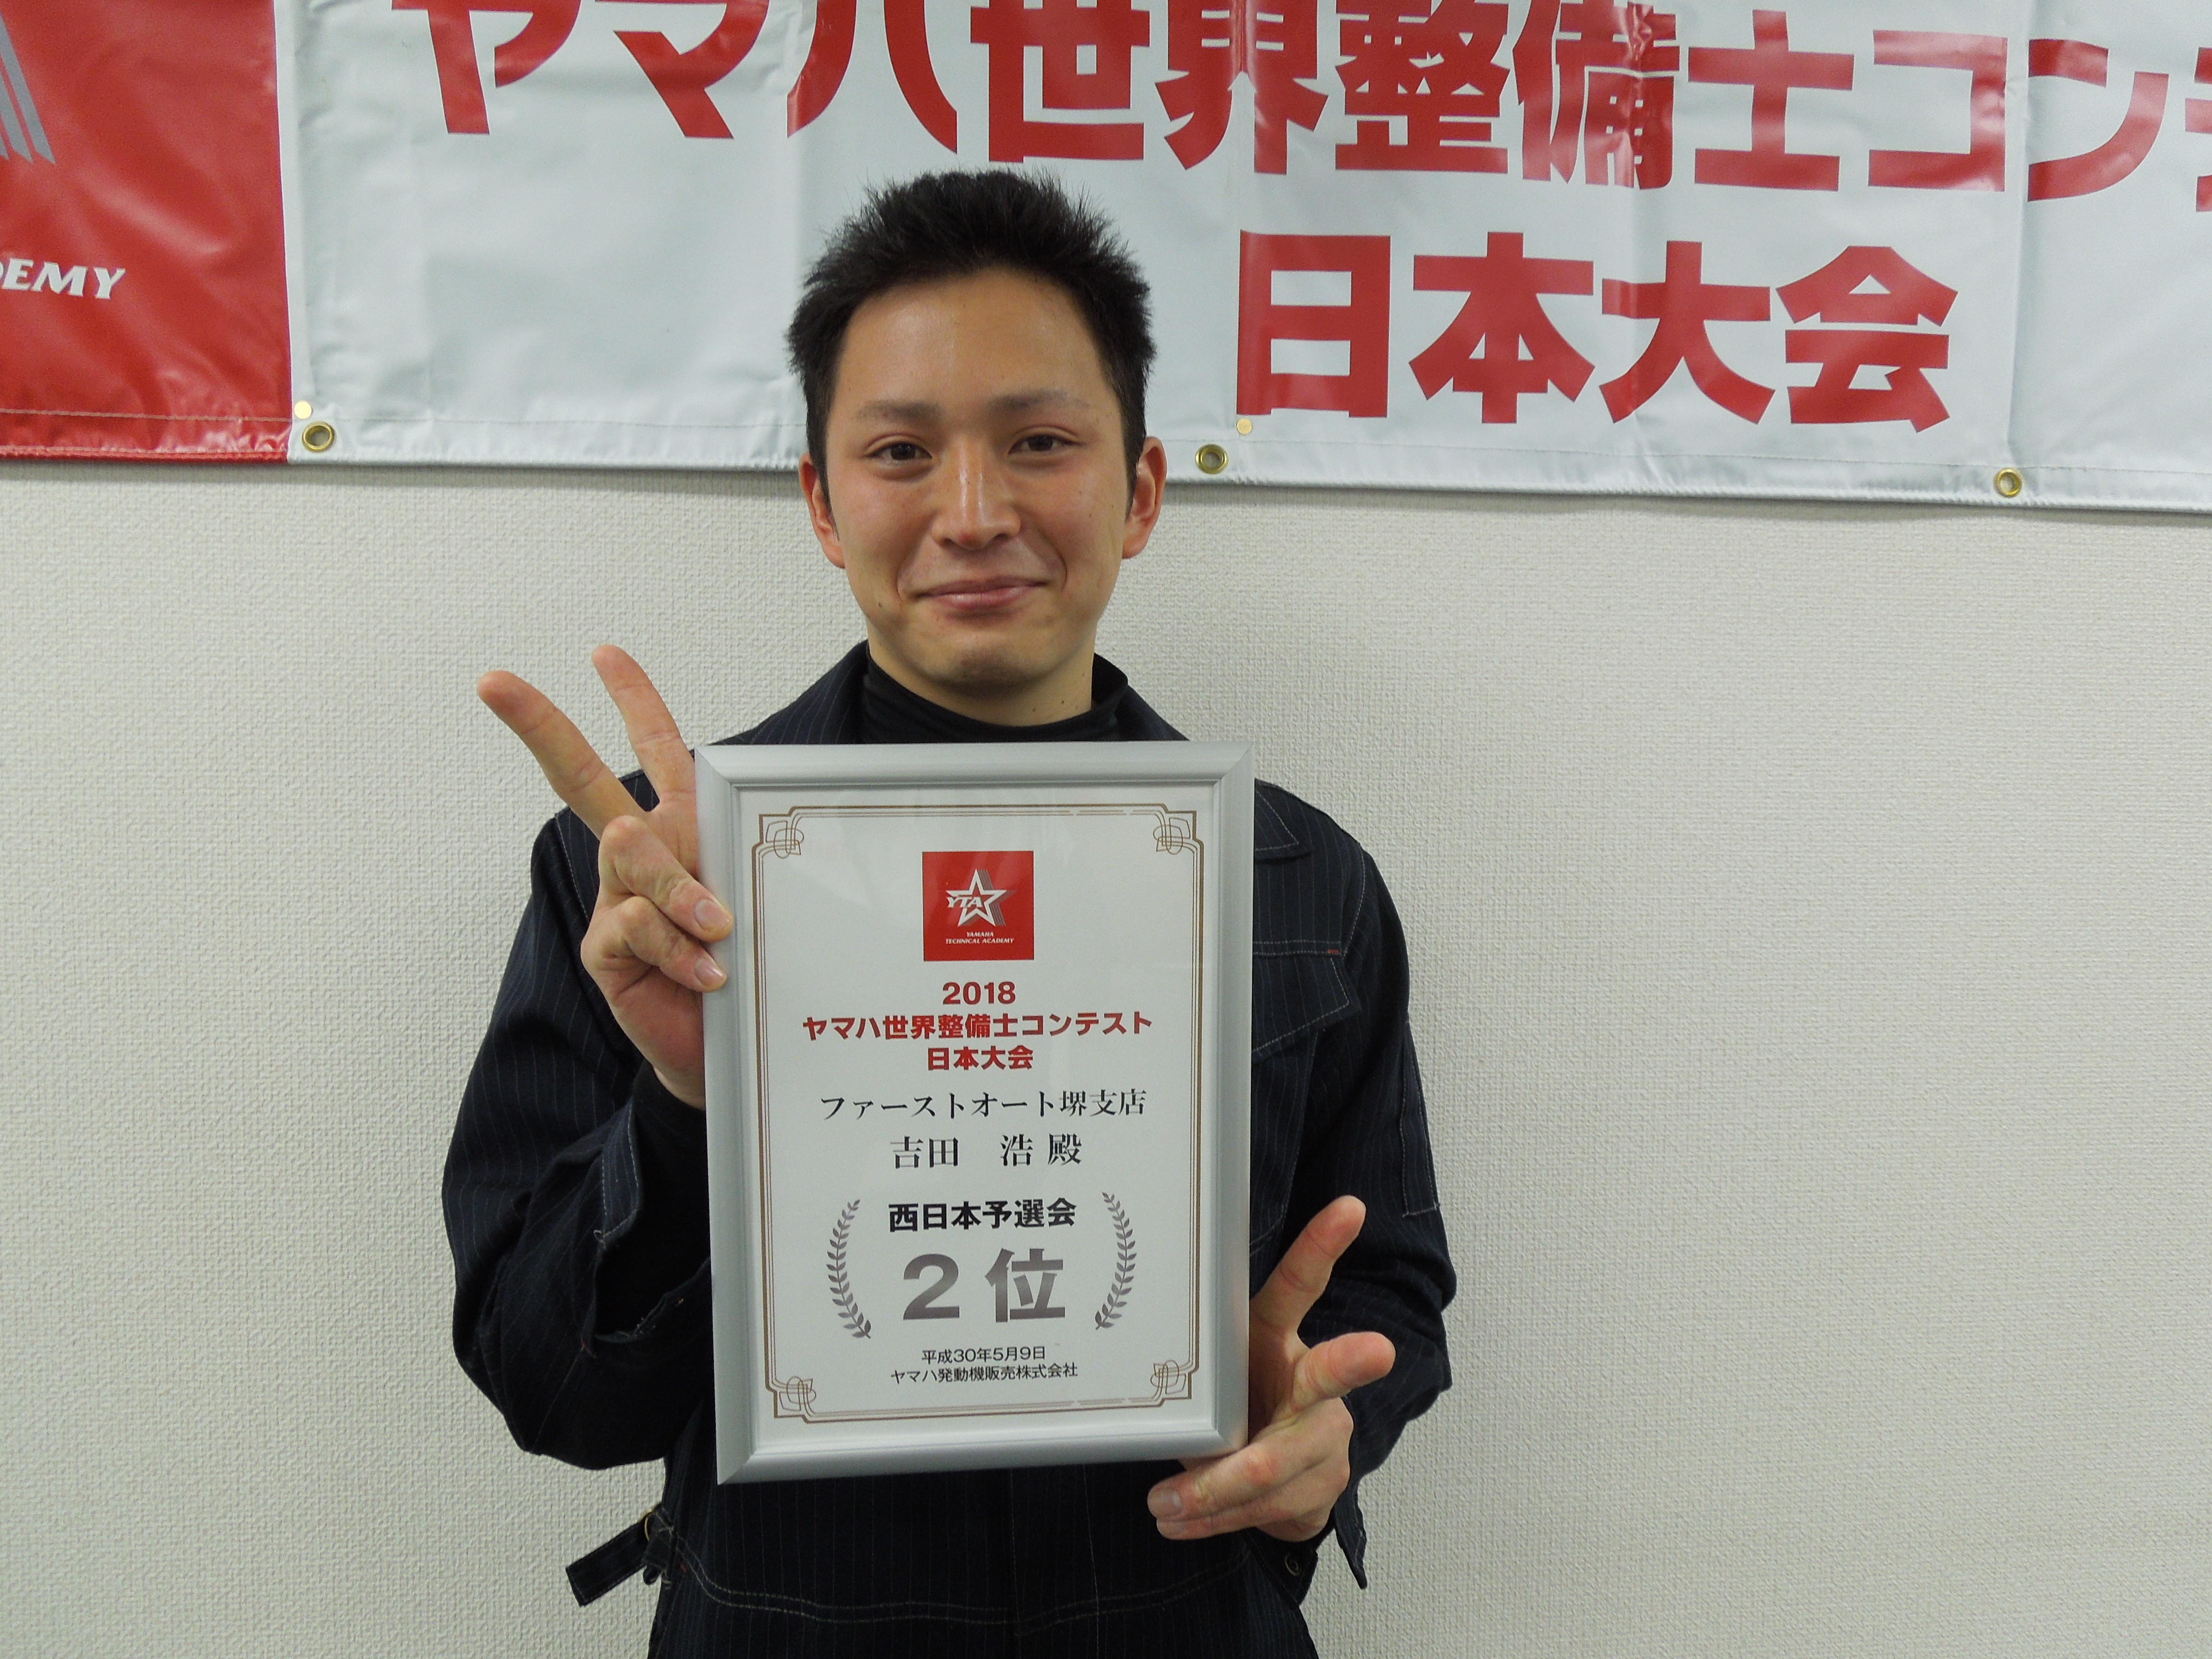 ヤマハ世界整備士コン
日本大会
DEMY
YTA
YAMAHA
TECHNICAL ACADEMY
2018
ヤマハ世界整備士コンテスト
日本大会
ファーストオート堺支店
吉田 浩 殿
西日本予選会
2位
平成30年5月9日
ヤマハ発動機販売株式会社